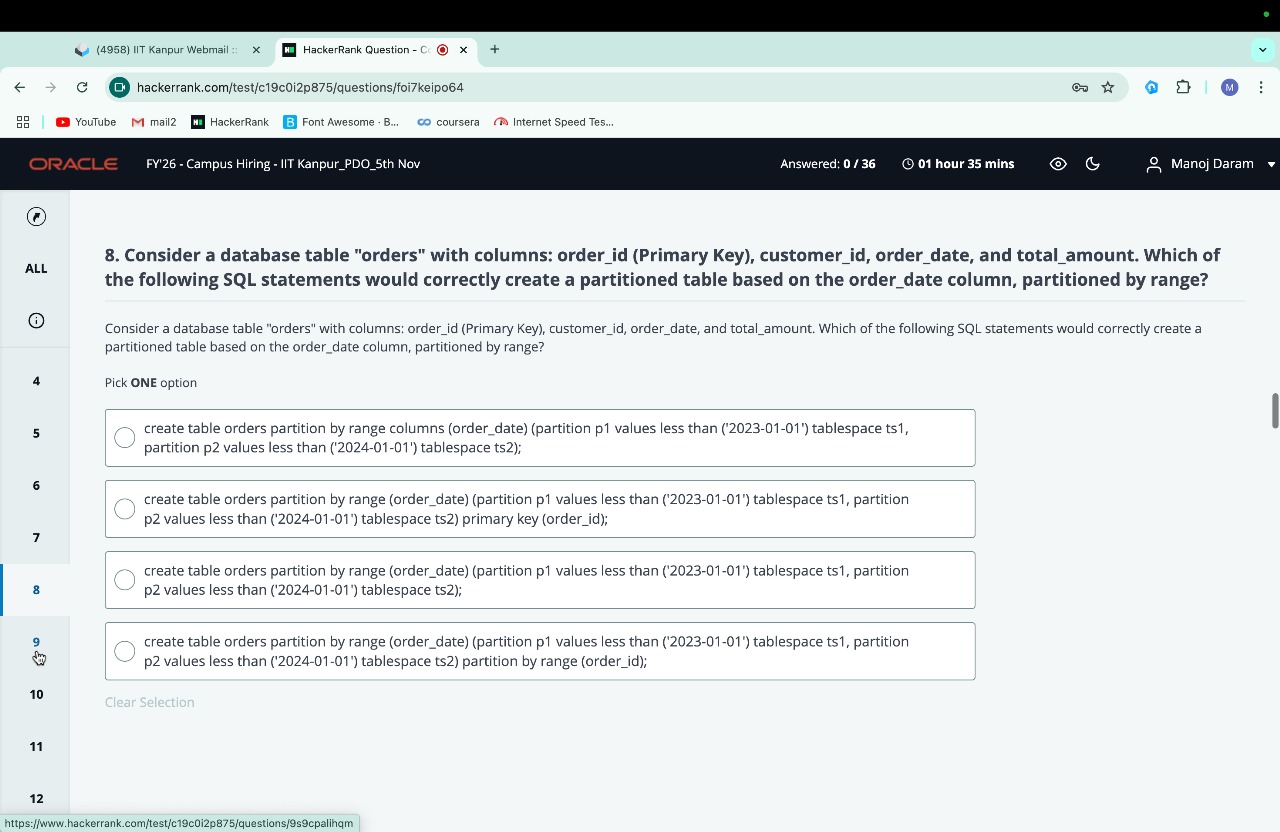 (4958) IIT Kanpur Webmail ::
HackerRank Question - C
hackerrank.com/test/c19c0i2p875/questions/foi7keipo64
M
YouTube
mail2
HackerRank
Font Awesome · B...
coursera
Internet Speed Tes...
ORACLE
FY'26 - Campus Hiring - IIT Kanpur_PDO_5th Nov
Answered: 0 / 36
01 hour 35 mins
Manoj Daram
ALL
4
5
6
7
8
9
10
11
12
8. Consider a database table "orders" with columns: order_id (Primary Key), customer_id, order_date, and total_amount. Which of
the following SQL statements would correctly create a partitioned table based on the order_date column, partitioned by range?
Consider a database table "orders" with columns: order_id (Primary Key), customer_id, order_date, and total_amount. Which of the following SQL statements would correctly create a
partitioned table based on the order_date column, partitioned by range?
Pick ONE option
create table orders partition by range columns (order_date) (partition p1 values less than ('2023-01-01') tablespace ts1,
partition p2 values less than ('2024-01-01') tablespace ts2);
create table orders partition by range (order_date) (partition p1 values less than ('2023-01-01') tablespace ts1, partition
p2 values less than ('2024-01-01') tablespace ts2) primary key (order_id);
create table orders partition by range (order_date) (partition p1 values less than ('2023-01-01') tablespace ts1, partition
p2 values less than ('2024-01-01') tablespace ts2);
create table orders partition by range (order_date) (partition p1 values less than ('2023-01-01') tablespace ts1, partition
p2 values less than ('2024-01-01') tablespace ts2) partition by range (order_id);
Clear Selection
https://www.hackerrank.com/test/c19c0i2p875/questions/9s9cpalihqm